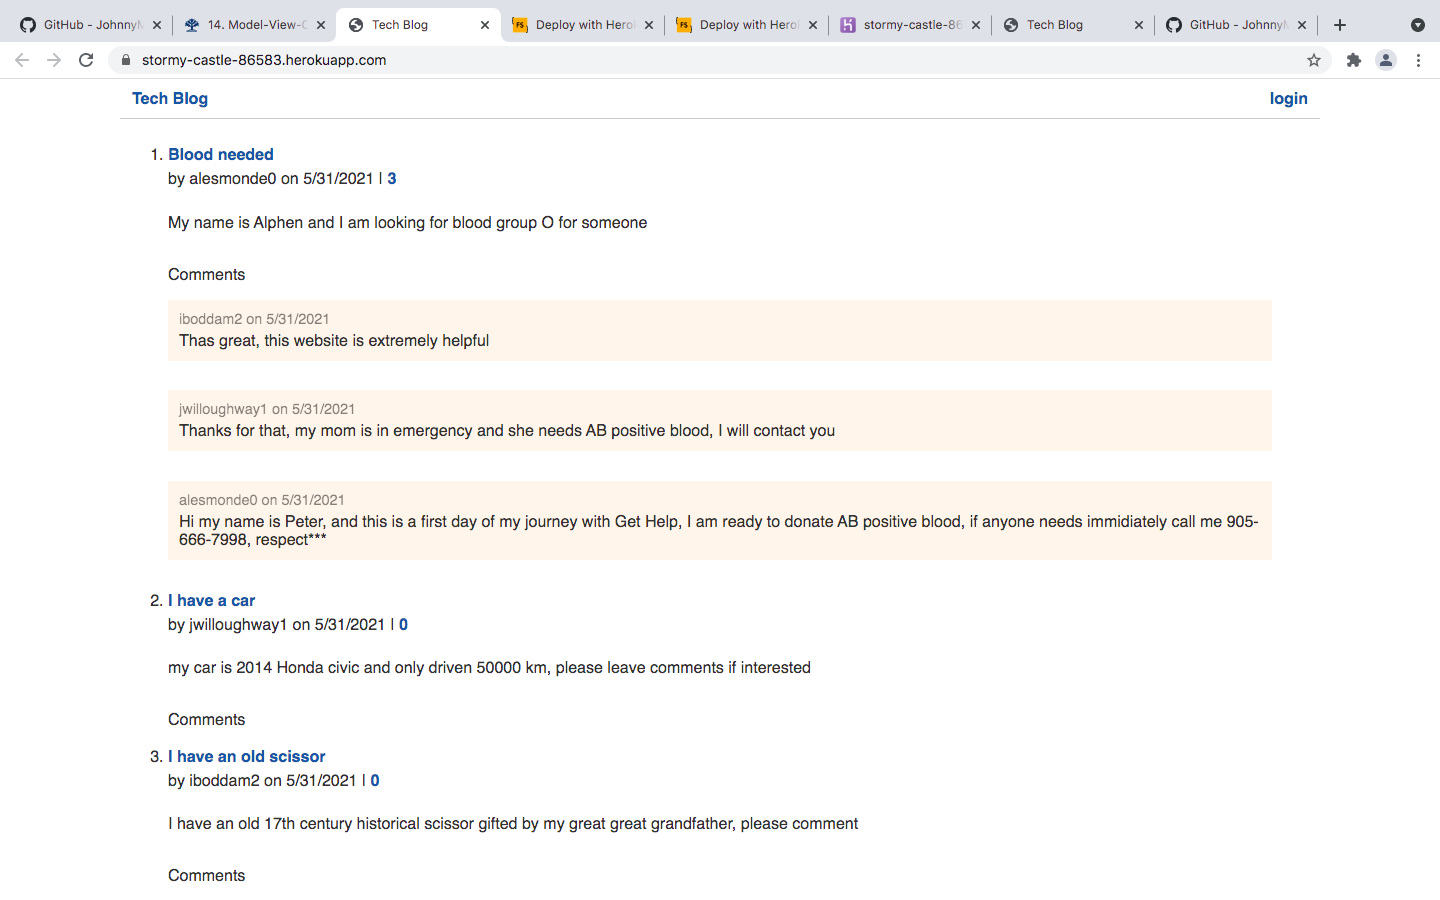 GitHub - Johnny
14. Model-View-C
Tech Blog
Deploy with Hero
Deploy with Hero
stormy-castle-86
Tech Blog
GitHub - Johnny
stormy-castle-86583.herokuapp.com
Tech Blog
login
1. Blood needed
by alesmonde0 on 5/31/2021 | 3
My name is Alphen and I am looking for blood group O for someone
Comments
iboddam2 on 5/31/2021
Thas great, this website is extremely helpful
jwilloughway1 on 5/31/2021
Thanks for that, my mom is in emergency and she needs AB positive blood, I will contact you
alesmonde0 on 5/31/2021
Hi my name is Peter, and this is a first day of my journey with Get Help, I am ready to donate AB positive blood, if anyone needs immidiately call me 905-
666-7998, respect***
2. I have a car
by jwilloughway1 on 5/31/2021 | 0
my car is 2014 Honda civic and only driven 50000 km, please leave comments if interested
Comments
3. I have an old scissor
by iboddam2 on 5/31/2021 | 0
I have an old 17th century historical scissor gifted by my great great grandfather, please comment
Comments